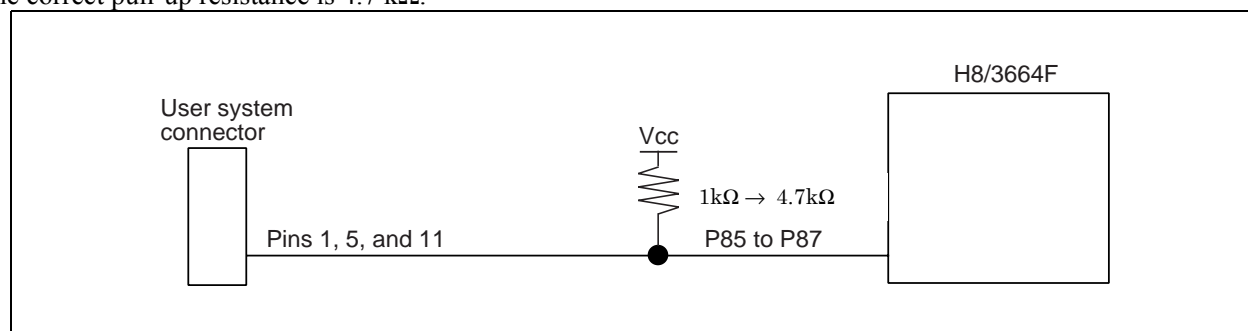 correct pull-up resistance is 4.7 kΩ.
H8/3664F
User system
connector
Vcc
1kΩ → 4.7kΩ
Pins 1, 5, and 11
P85 to P87